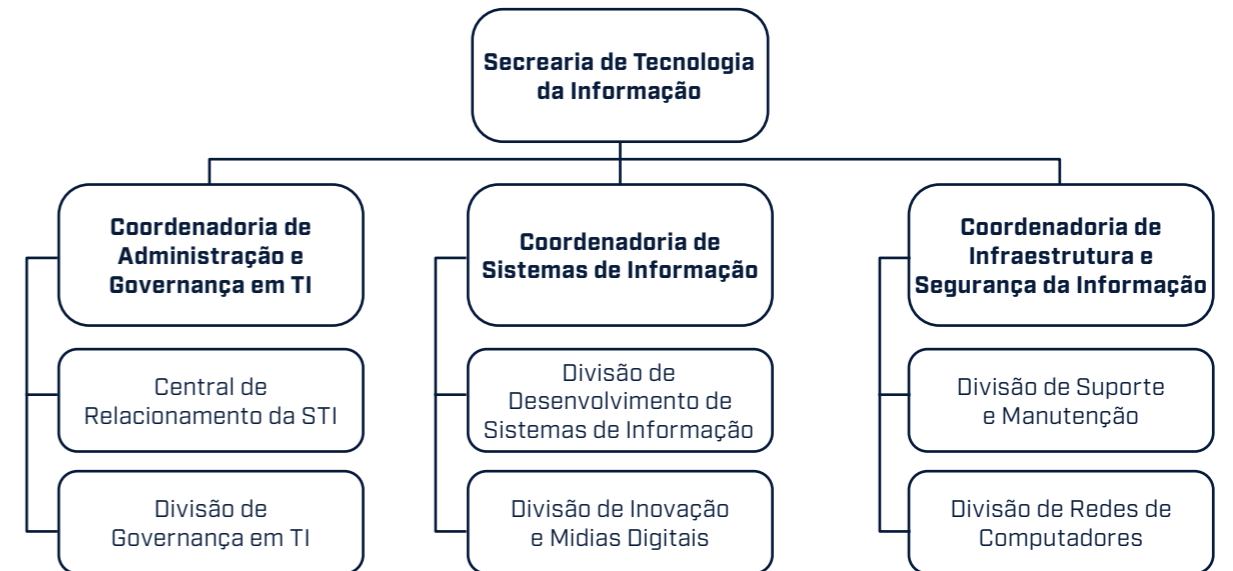 Secrearia de Tecnologia
da Informação
Coordenadoria de
Administração e
Governança em TI
Coordenadoria de
Sistemas de Informação
Coordenadoria de
Infraestrutura e
Segurança da Informação
Central de
Relacionamento da STI
Divisão de
Desenvolvimento de
Sistemas de Informação
Divisão de Suporte
e Manutenção
Divisão de
Governança em TI
Divisão de Inovação
e Midias Digitais
Divisão de Redes de
Computadores